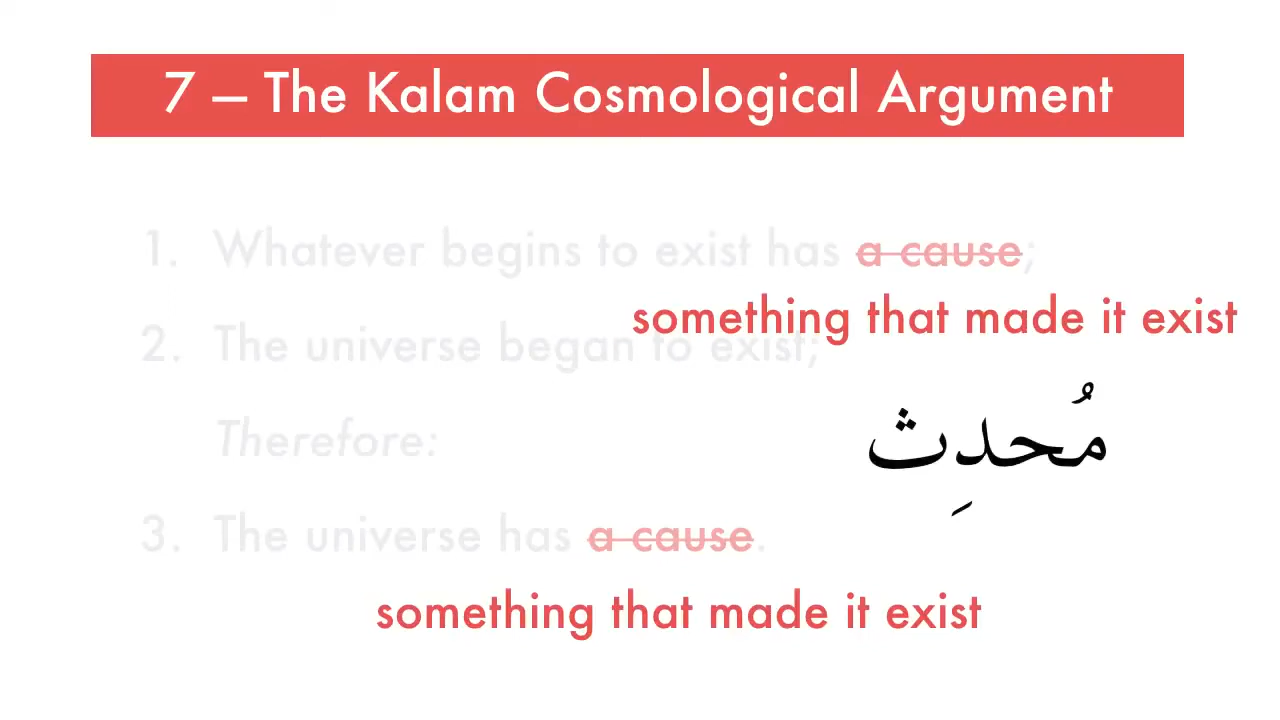 7 — The Kalam Cosmological Argument
1. Whatever begins to exist has a cause;
something that made it exist
2. The universe began to exist;
مُحدِث
Therefore:
3. The universe has a cause.
something that made it exist